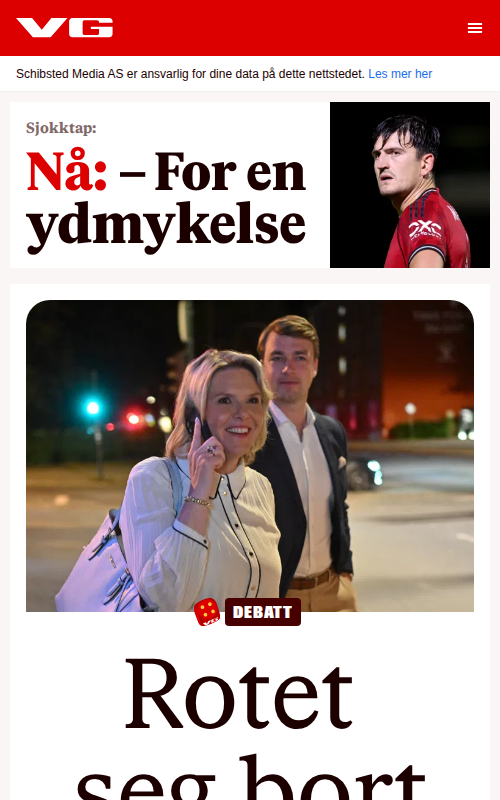 VG
Schibsted Media AS er ansvarlig for dine data på dette nettstedet. Les mer her
Sjokktap:
Nå: – For en
ydmykelse
DEBATT
Rotet
seg bort